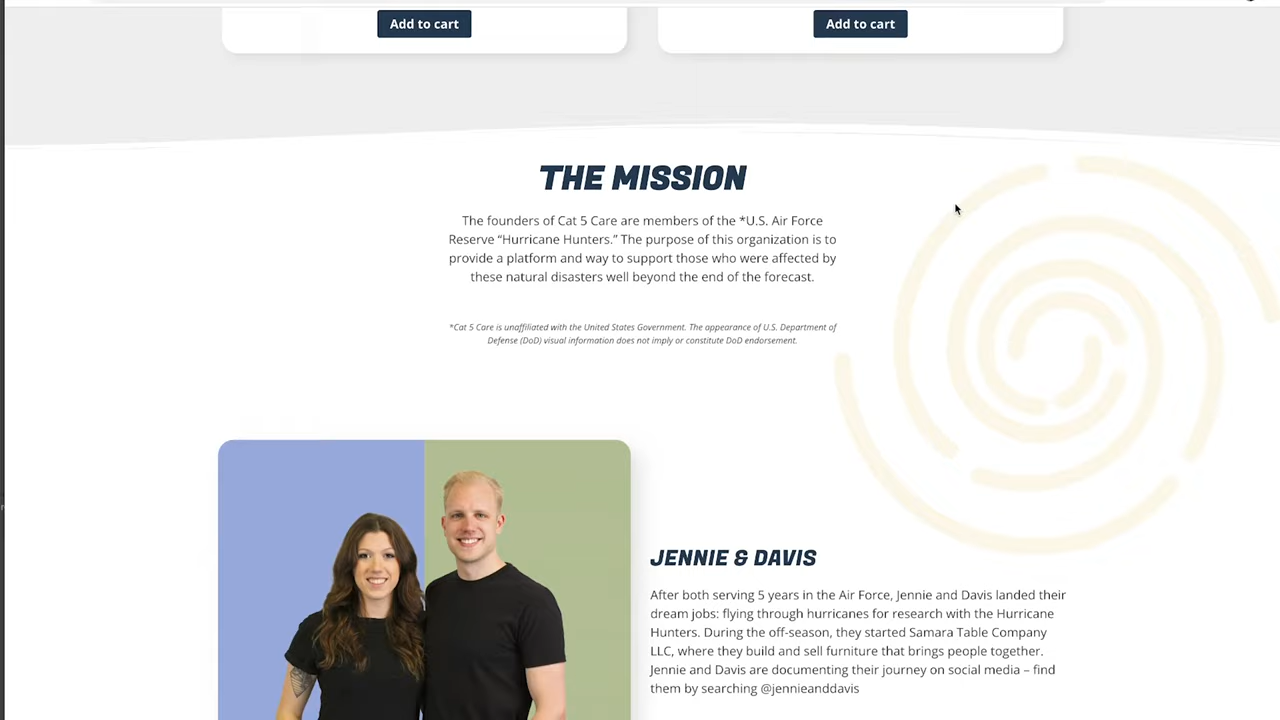 Add to cart
Add to cart
THE MISSION
The founders of Cat 5 Care are members of the *U.S. Air Force
Reserve “Hurricane Hunters.” The purpose of this organization is to
provide a platform and way to support those who were affected by
these natural disasters well beyond the end of the forecast.
*Cat 5 Care is unaffiliated with the United States Government. The appearance of U.S. Department of
Defense (DoD) visual information does not imply or constitute DoD endorsement.
JENNIE & DAVIS
After both serving 5 years in the Air Force, Jennie and Davis landed their
dream jobs: flying through hurricanes for research with the Hurricane
Hunters. During the off-season, they started Samara Table Company
LLC, where they build and sell furniture that brings people together.
Jennie and Davis are documenting their journey on social media – find
them by searching @jennieanddavis